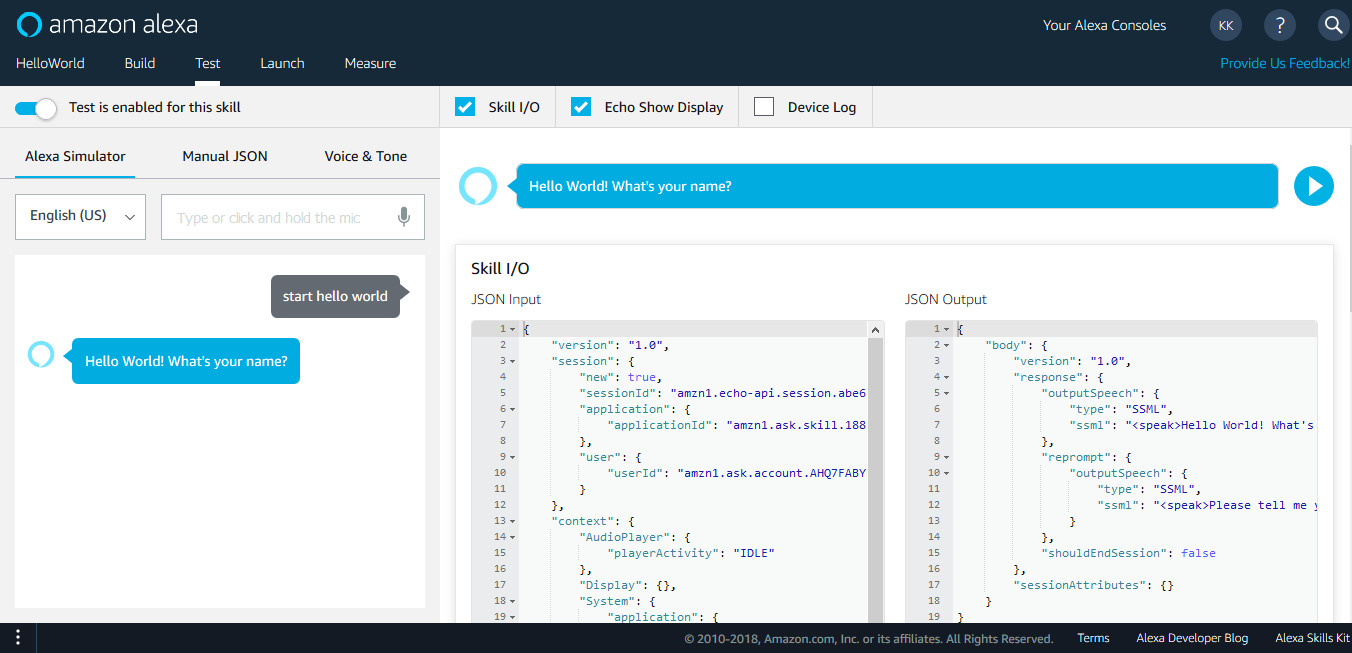 amazon alexa
Your Alexa Consoles
KK
?
HelloWorld
Build
Test
Launch
Measure
Provide Us Feedback!
Test is enabled for this skill
Skill I/O
Echo Show Display
Device Log
Alexa Simulator
Manual JSON
Voice & Tone
English (US)
Type or click and hold the mic
start hello world
Hello World! What's your name?
Hello World! What's your name?
Skill I/O
JSON Input
1 {
2 "version": "1.0",
3 "session": {
4 "new": true,
5 "sessionId": "amzn1.echo-api.session.abe6
6 "application": {
7 "applicationId": "amzn1.ask.skill.188
8 },
9 "user": {
10 "userId": "amzn1.ask.account.AHQ7FABY
11 }
12 },
13 "context": {
14 "AudioPlayer": {
15 "playerActivity": "IDLE"
16 },
17 "Display": {},
18 "System": {
19 "application": {
JSON Output
1 {
2 "body": {
3 "version": "1.0",
4 "response": {
5 "outputSpeech": {
6 "type": "SSML",
7 "ssml": "<speak>Hello World! What's
8 },
9 "reprompt": {
10 "outputSpeech": {
11 "type": "SSML",
12 "ssml": "<speak>Please tell me y
13 }
14 },
15 "shouldEndSession": false
16 },
17 "sessionAttributes": {}
18 }
19 }
© 2010-2018, Amazon.com, Inc. or its affiliates. All Rights Reserved.
Terms
Alexa Developer Blog
Alexa Skills Kit